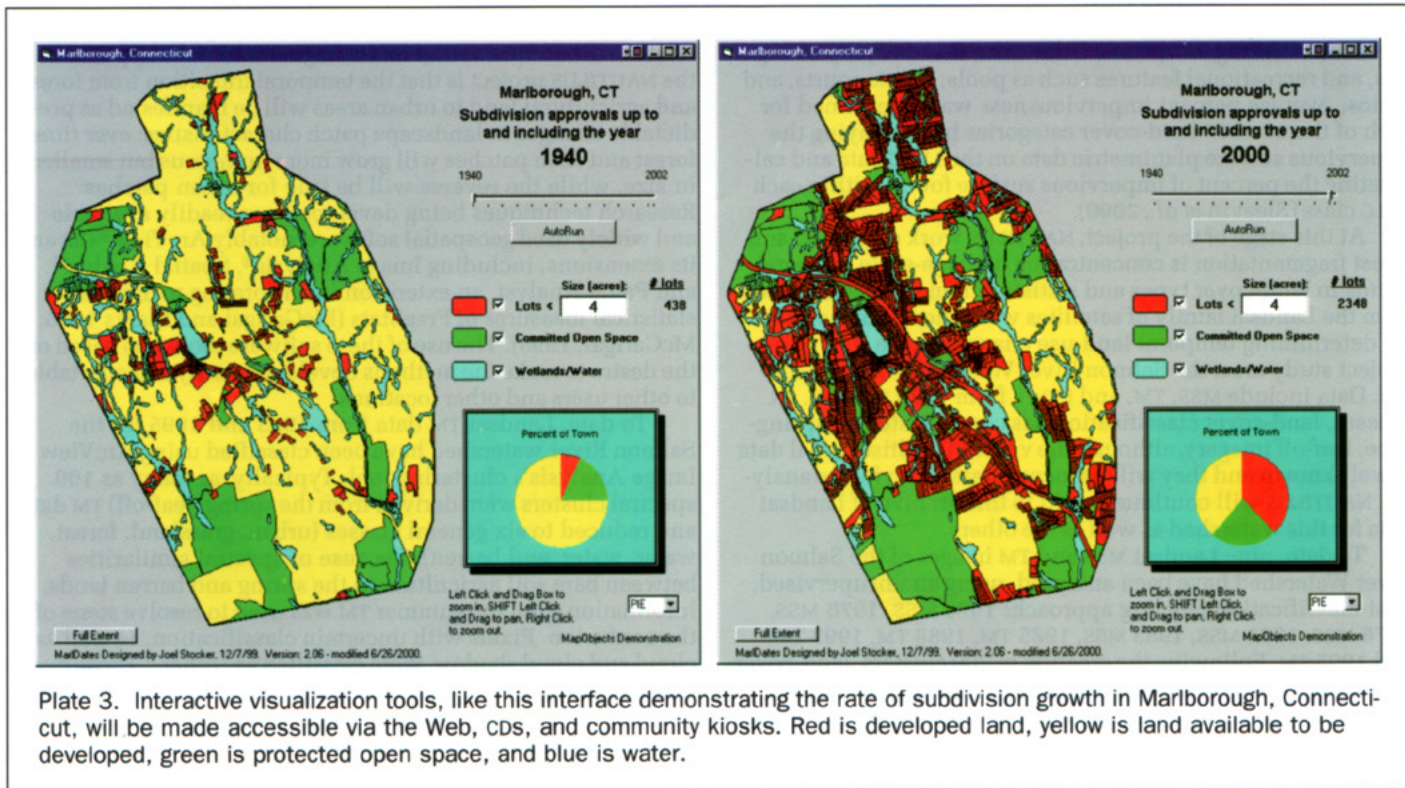 Marlborough, Connecticut
Marlborough, CT
Subdivision approvals up to
and including the year
1940
1940
2002
AutoRun
Size (acres):
# lots
Lots <
4
438
Committed Open Space
Wetlands/Water
Percent of Town
Left Click and Drag Box to
zoom in, SHIFT Left Click
and Drag to pan, Right Click
to zoom out.
PIE
Full Extent
MapObjects Demonstration
MarlDates Designed by Joel Stocker, 12/7/99. Version: 2.06 - modified 6/26/2000.
Marlborough, Connecticut
Marlborough, CT
Subdivision approvals up to
and including the year
2000
1940
2002
AutoRun
Size (acres):
# lots
Lots <
4
2348
Committed Open Space
Wetlands/Water
Percent of Town
Left Click and Drag Box to
zoom in, SHIFT Left Click
and Drag to pan, Right Click
to zoom out.
PIE
Full Extent
MapObjects Demonstration
MarlDates Designed by Joel Stocker, 12/7/99. Version: 2.06 - modified 6/26/2000.
Plate 3. Interactive visualization tools, like this interface demonstrating the rate of subdivision growth in Marlborough, Connecti-
cut, will be made accessible via the Web, CDs, and community kiosks. Red is developed land, yellow is land available to be
developed, green is protected open space, and blue is water.